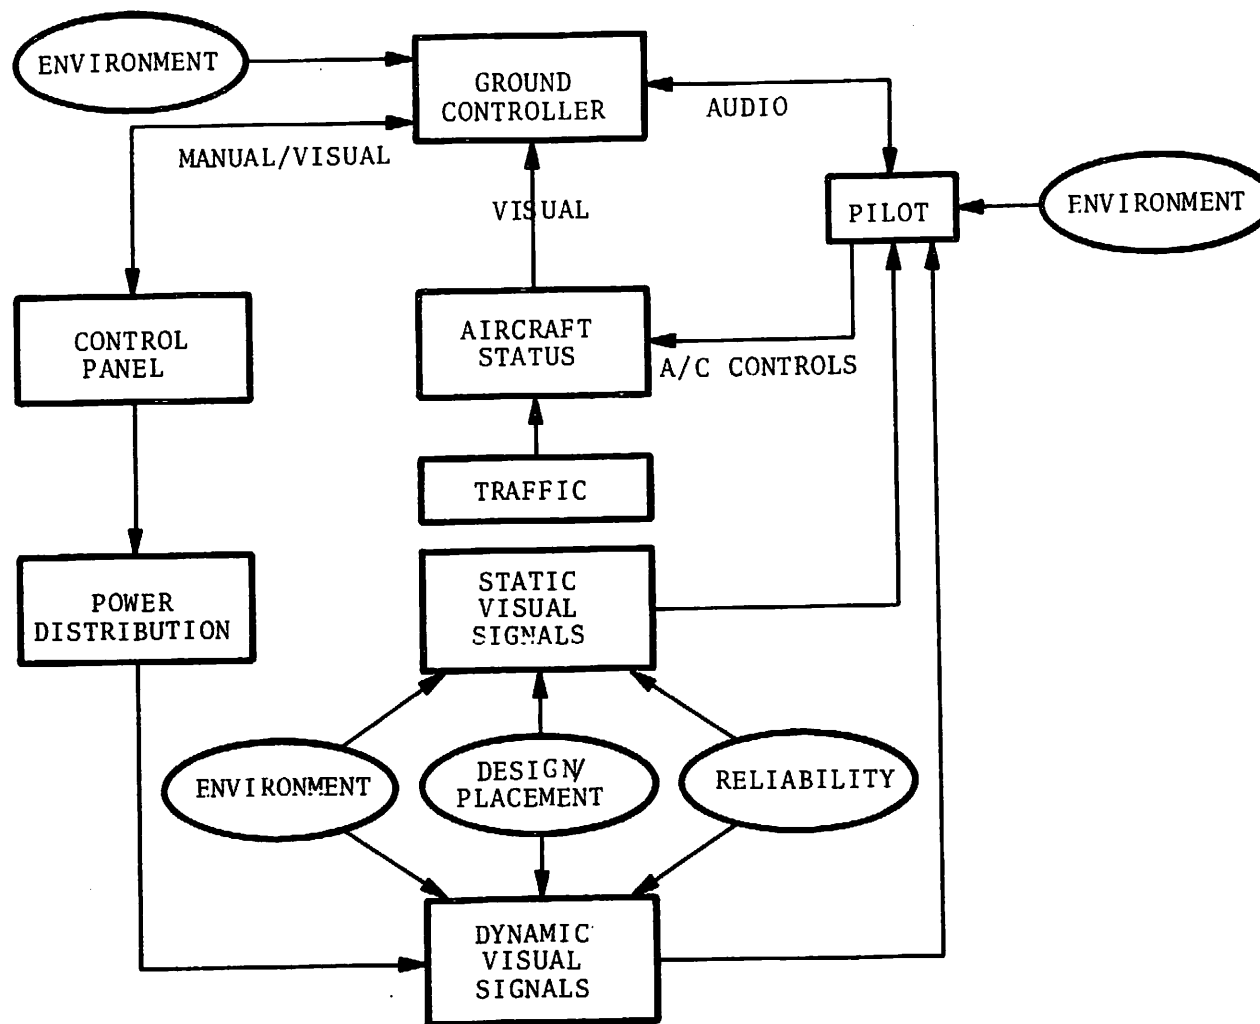 ENVIRONMENT
GROUND
CONTROLLER
AUDIO
MANUAL/VISUAL
VISUAL
PILOT
ENVIRONMENT
CONTROL
PANEL
AIRCRAFT
STATUS
A/C CONTROLS
TRAFFIC
STATIC
VISUAL
SIGNALS
POWER
DISTRIBUTION
ENVIRONMENT
DESIGN/
PLACEMENT
RELIABILITY
DYNAMIC
VISUAL
SIGNALS